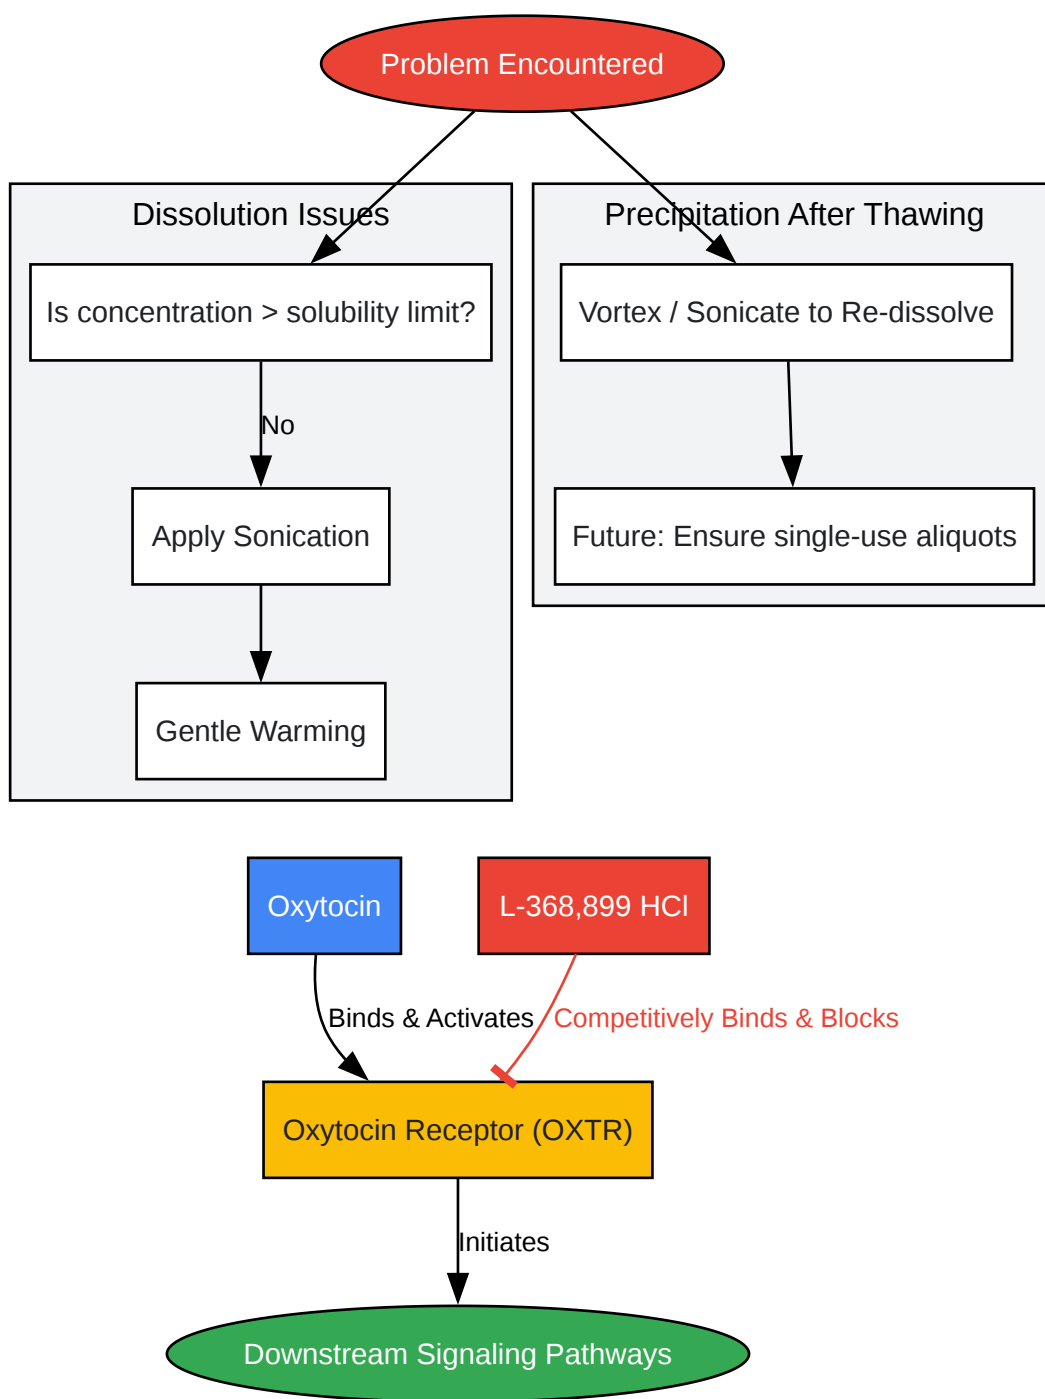 Problem Encountered
Dissolution Issues
Precipitation After Thawing
Is concentration > solubility limit?
Vortex / Sonicate to Re-dissolve
No
Apply Sonication
Future: Ensure single-use aliquots
Gentle Warming
Oxytocin
L-368,899 HCl
Binds & Activates
Competitively Binds & Blocks
Oxytocin Receptor (OXTR)
Initiates
Downstream Signaling Pathways